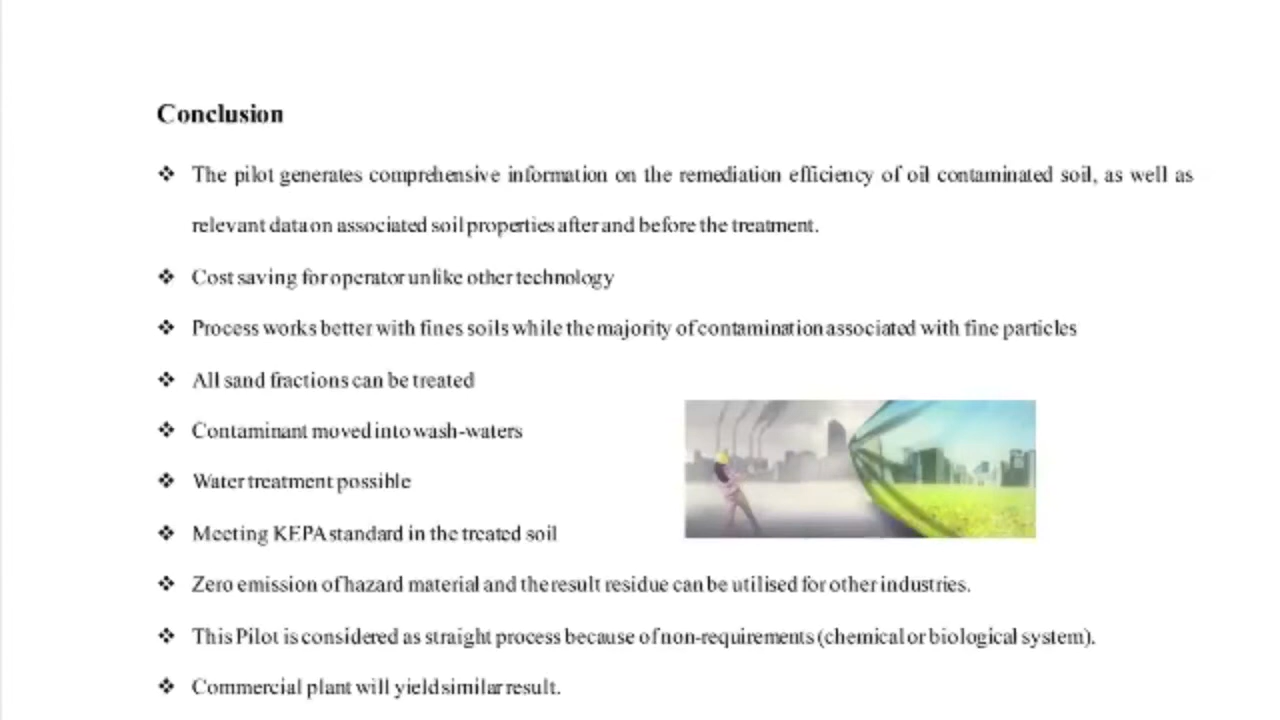 Conclusion
❖ The pilot generates comprehensive information on the remediation efficiency of oil contaminated soil, as well as
relevant data on associated soil properties after and before the treatment.
❖ Cost saving for operator unlike other technology
❖ Process works better with fines soils while the majority of contamination associated with fine particles
❖ All sand fractions can be treated
❖ Contaminant moved into wash-waters
❖ Water treatment possible
❖ Meeting KEPA standard in the treated soil
❖ Zero emission of hazard material and the result residue can be utilised for other industries.
❖ This Pilot is considered as straight process because of non-requirements (chemical or biological system).
❖ Commercial plant will yield similar result.